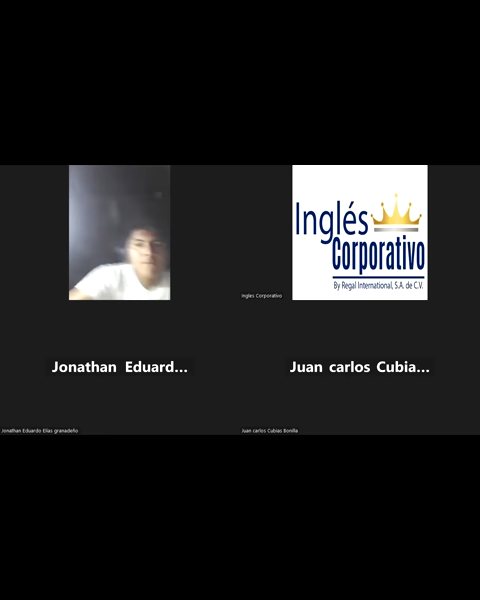 Inglés
Corporativo
By Regal International, S.A. de C.V.
Ingles Corporativo
Jonathan Eduard...
Juan carlos Cubia...
Jonathan Eduardo Elias granadeño
Juan carlos Cubias Bonilla